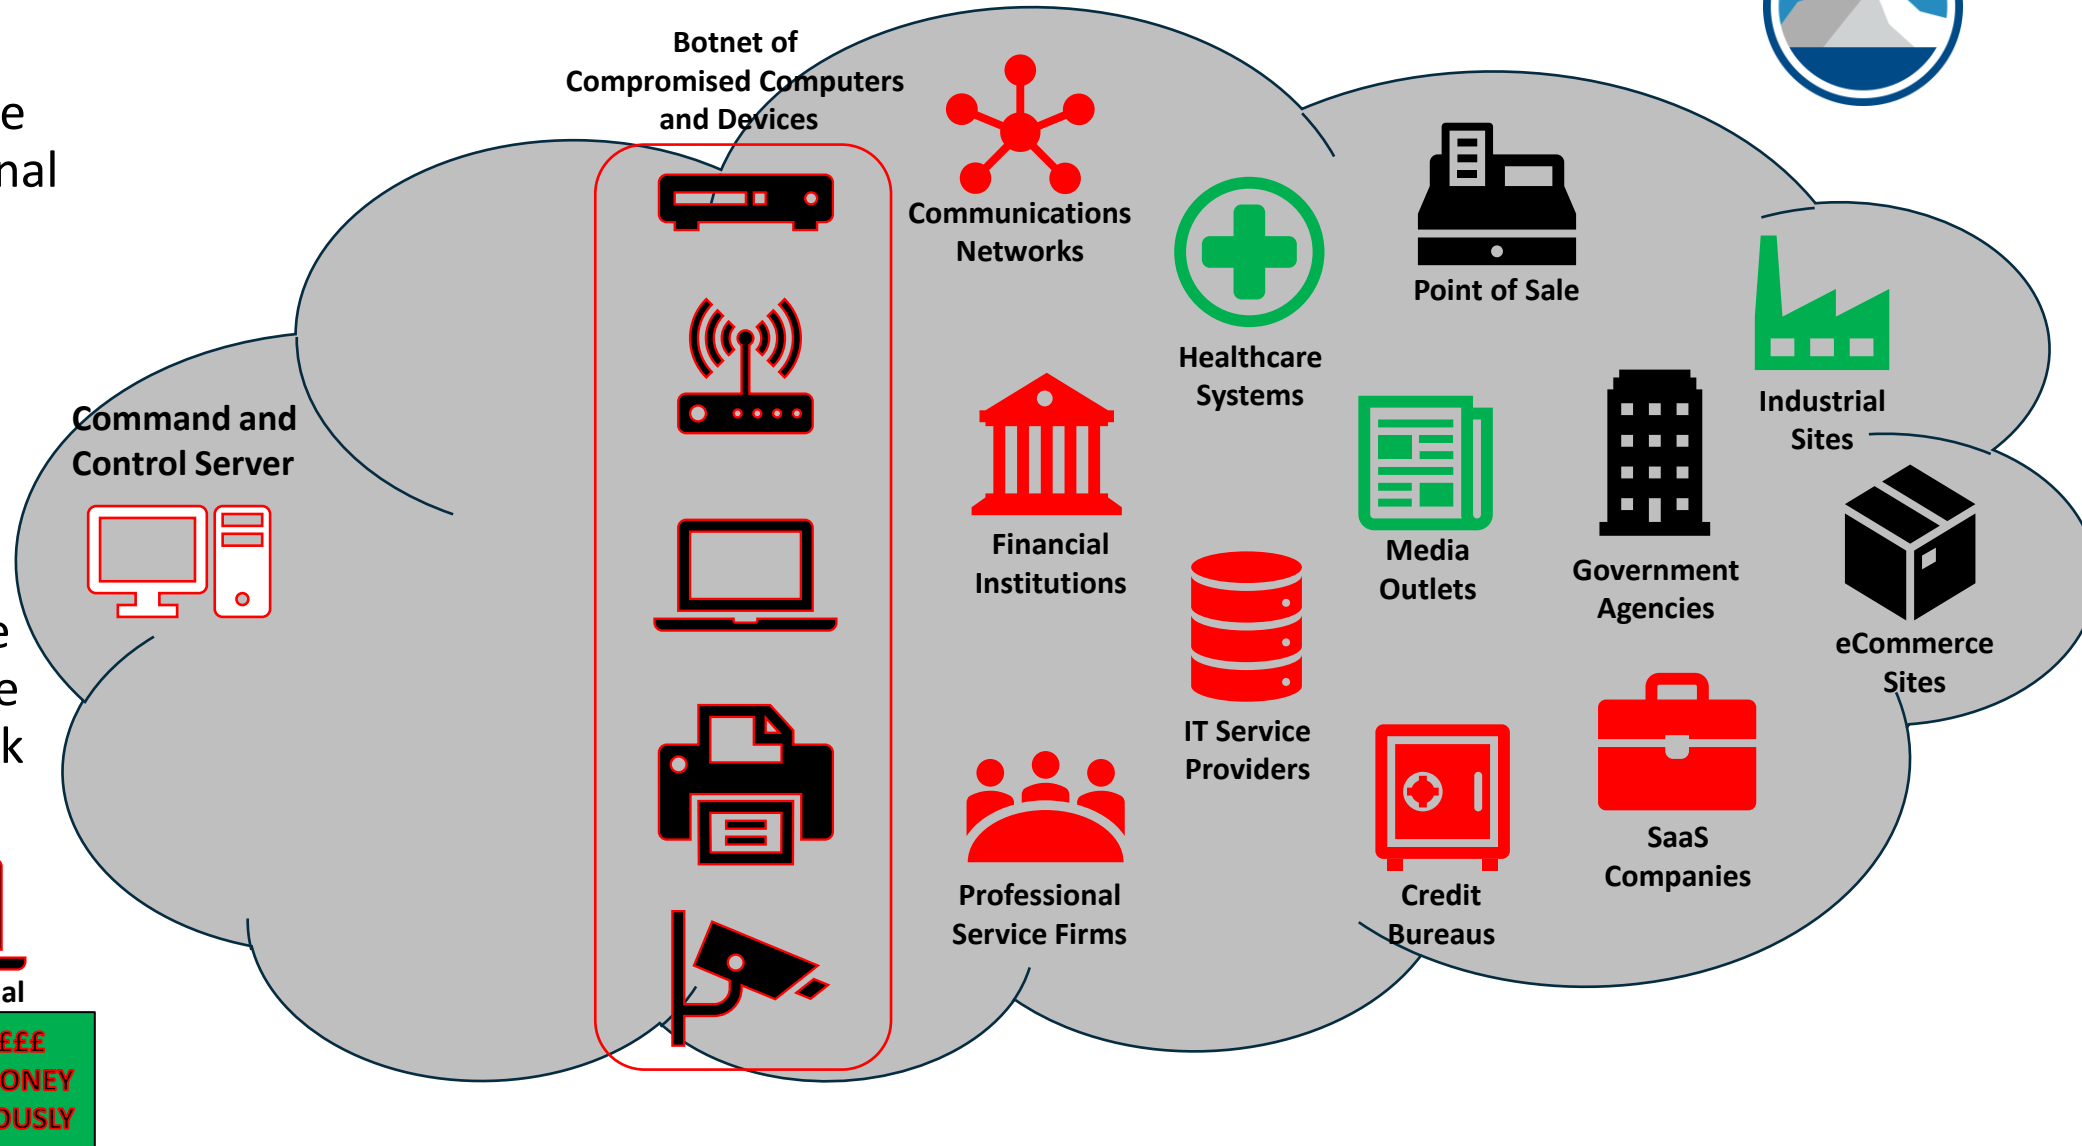 Botnet of
Compromised Computers
and Devices
Communications
Networks
Healthcare
Systems
Point of Sale
Industrial
Sites
Command and
Control Server
Financial
Institutions
Media
Outlets
Government
Agencies
eCommerce
Sites
IT Service
Providers
Professional
Service Firms
Credit
Bureaus
SaaS
Companies
£££